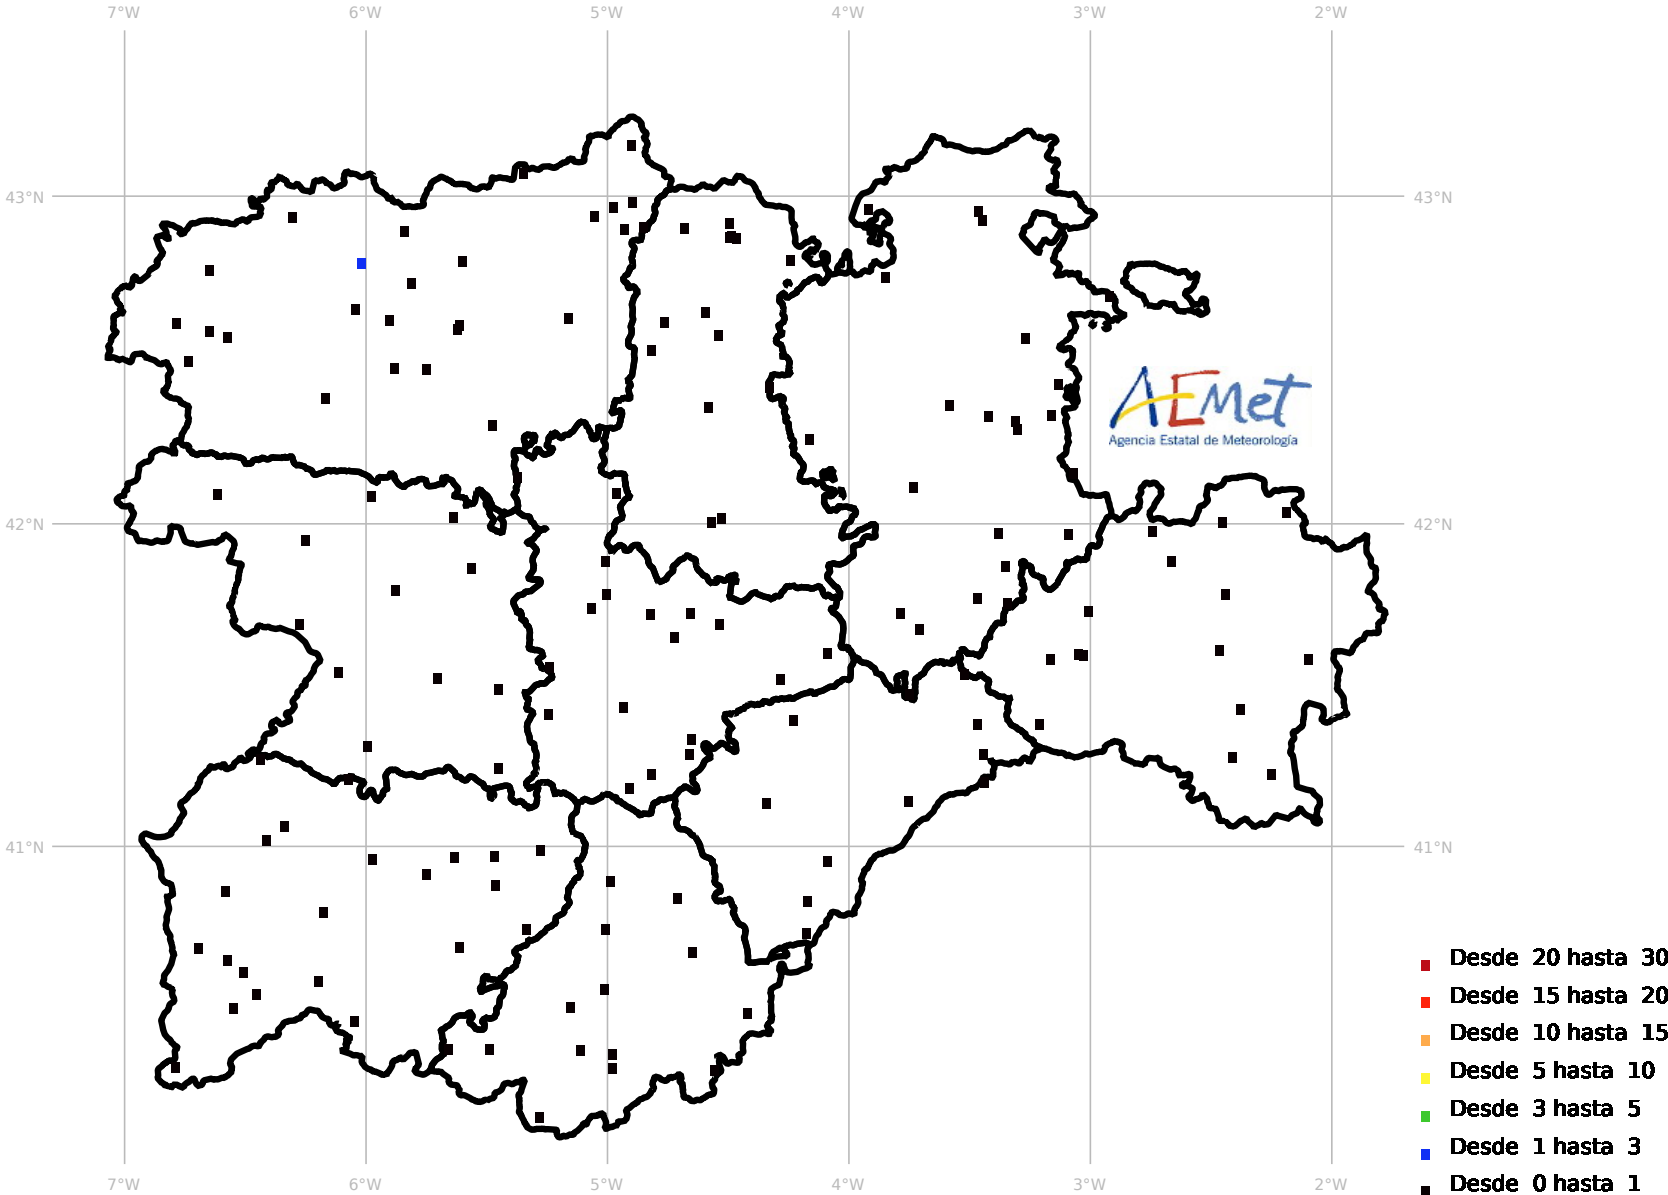 7°W 6°W 5°W 4°W 3°W 2°W
43°N 43°N
AEMet
Agencia Estatal de Meteorología
42°N 42°N
41°N 41°N
Desde 20 hasta 30
Desde 15 hasta 20
Desde 10 hasta 15
Desde 5 hasta 10
Desde 3 hasta 5
Desde 1 hasta 3
Desde 0 hasta 1
7°W 6°W 5°W 4°W 3°W 2°W